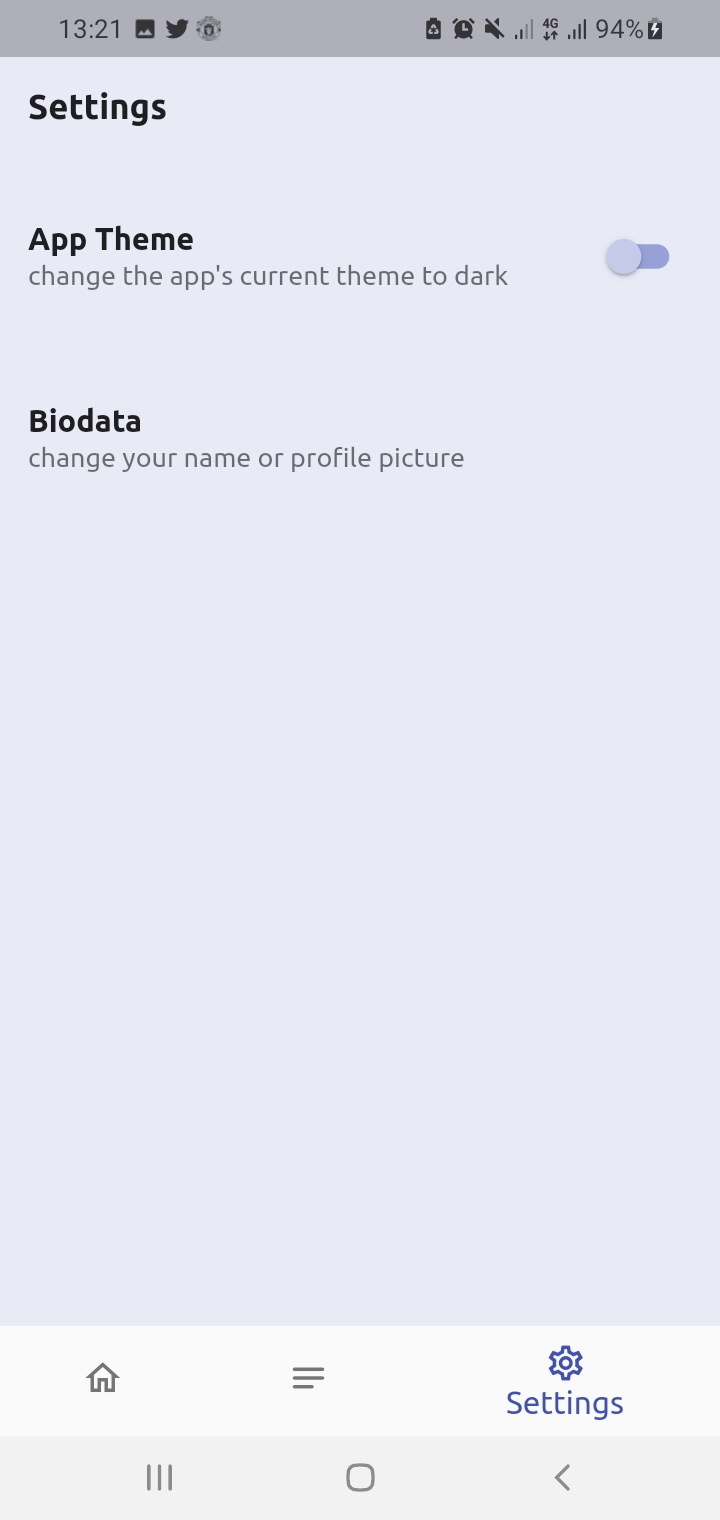 13:21 4G 94%
Settings
App Theme
change the app's current theme to dark
Biodata
change your name or profile picture
Settings